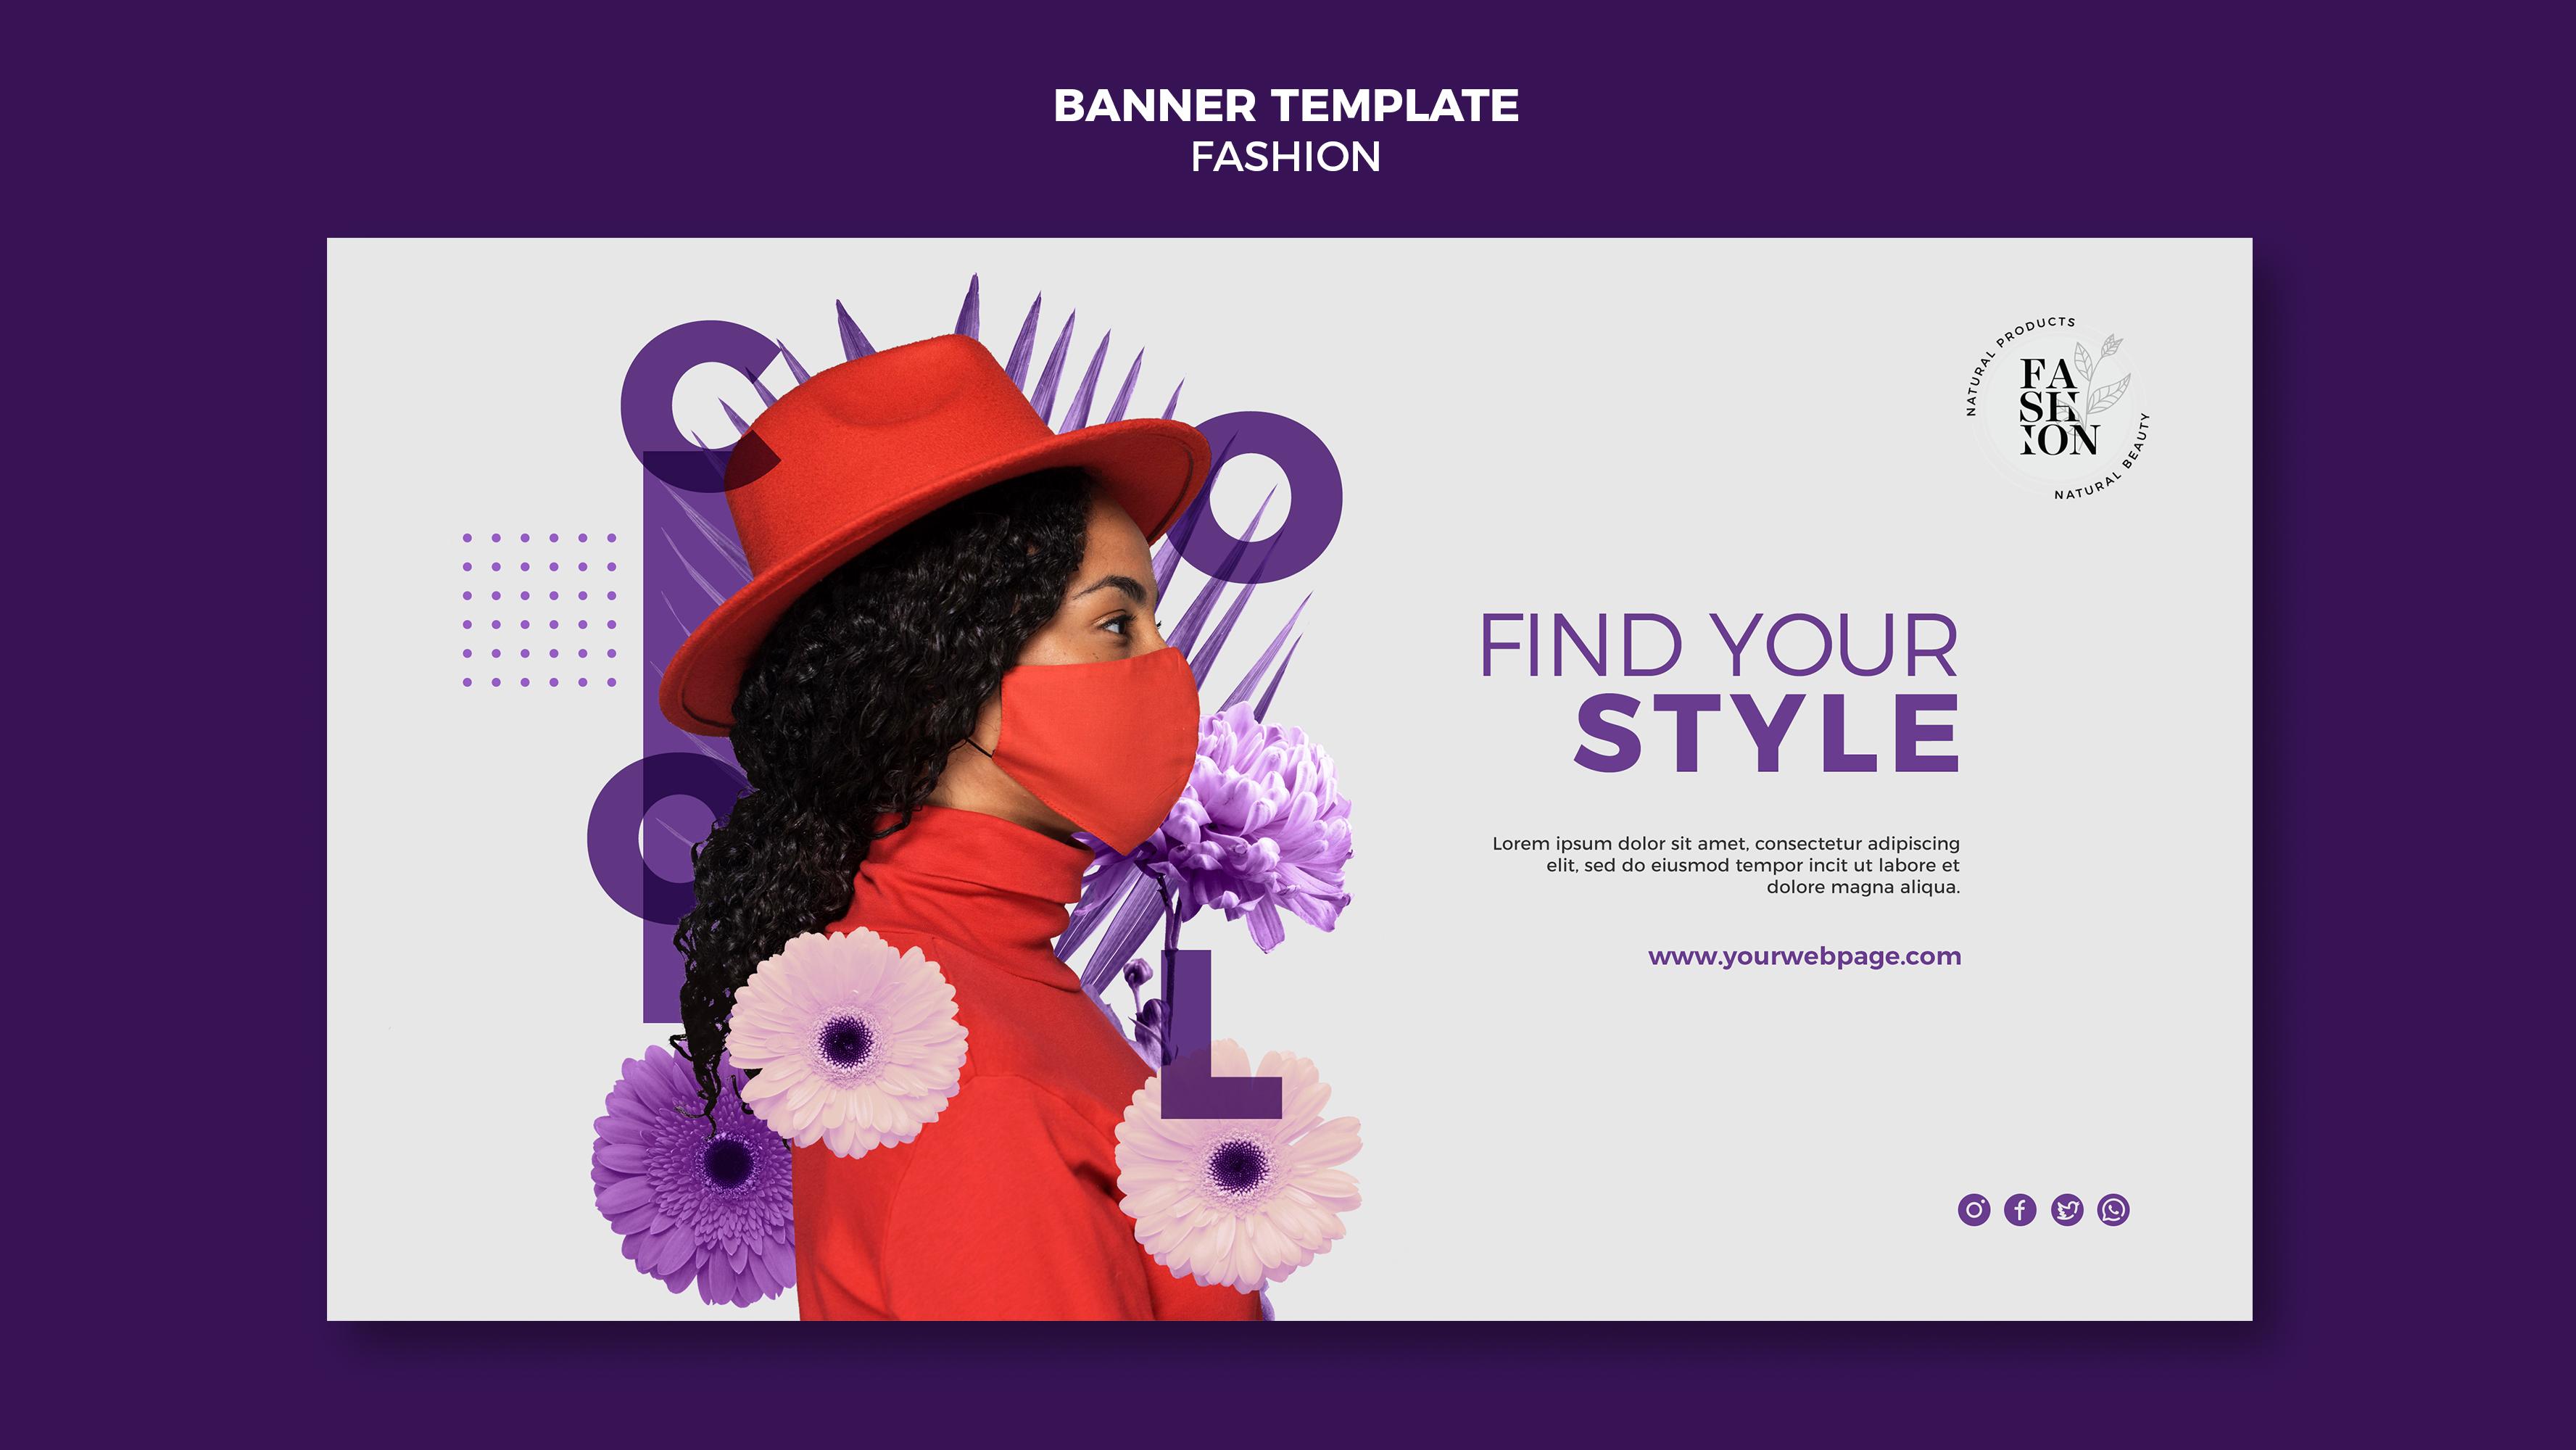 BANNER TEMPLATE
FASHION
C
O
O
L
NATURAL PRODUCTS
FA
SH
ION
NATURAL BEAUTY
FIND YOUR
STYLE
Lorem ipsum dolor sit amet, consectetur adipiscing
elit, sed do eiusmod tempor incit ut labore et
dolore magna aliqua.
www.yourwebpage.com